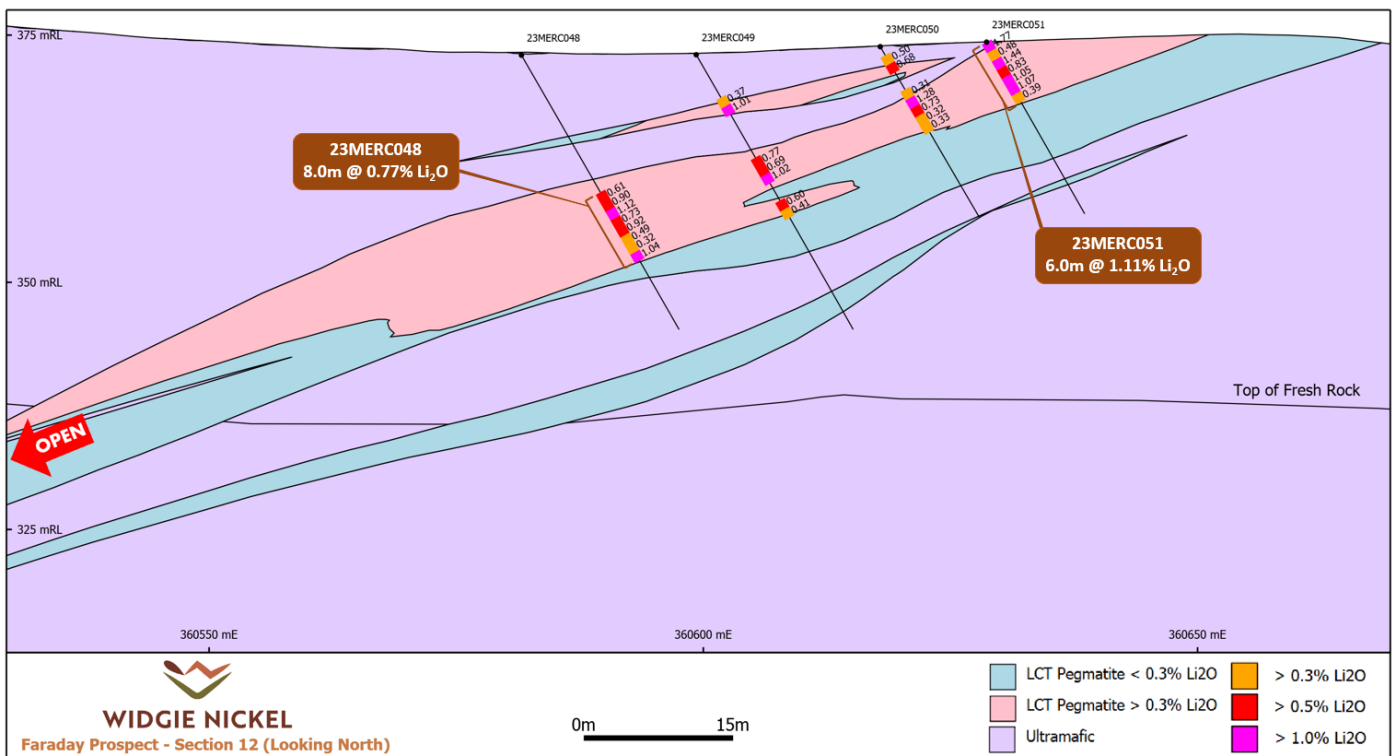 375 mRL
23MERC048
23MERC049
23MERC050
23MERC051
0.50
0.68
1.77
0.48
1.44
0.83
1.05
1.07
0.39
0.37
1.01
0.31
1.28
0.73
0.32
0.33
23MERC048
8.0m @ 0.77% Li₂O
0.77
0.69
1.02
0.60
0.41
0.61
0.90
1.12
0.73
0.92
0.49
0.32
1.04
23MERC051
6.0m @ 1.11% Li₂O
350 mRL
Top of Fresh Rock
OPEN
325 mRL
360550 mE
360600 mE
360650 mE
WIDGIE NICKEL
Faraday Prospect - Section 12 (Looking North)
0m
15m
LCT Pegmatite < 0.3% Li2O
> 0.3% Li2O
LCT Pegmatite > 0.3% Li2O
> 0.5% Li2O
Ultramafic
> 1.0% Li2O